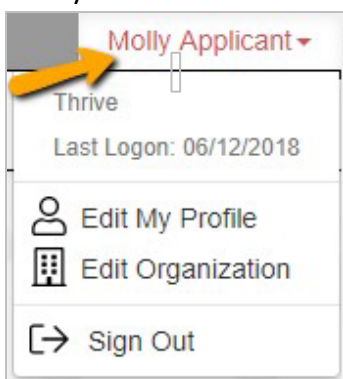 Molly Applicant
Thrive
Last Logon: 06/12/2018
Edit My Profile
Edit Organization
Sign Out